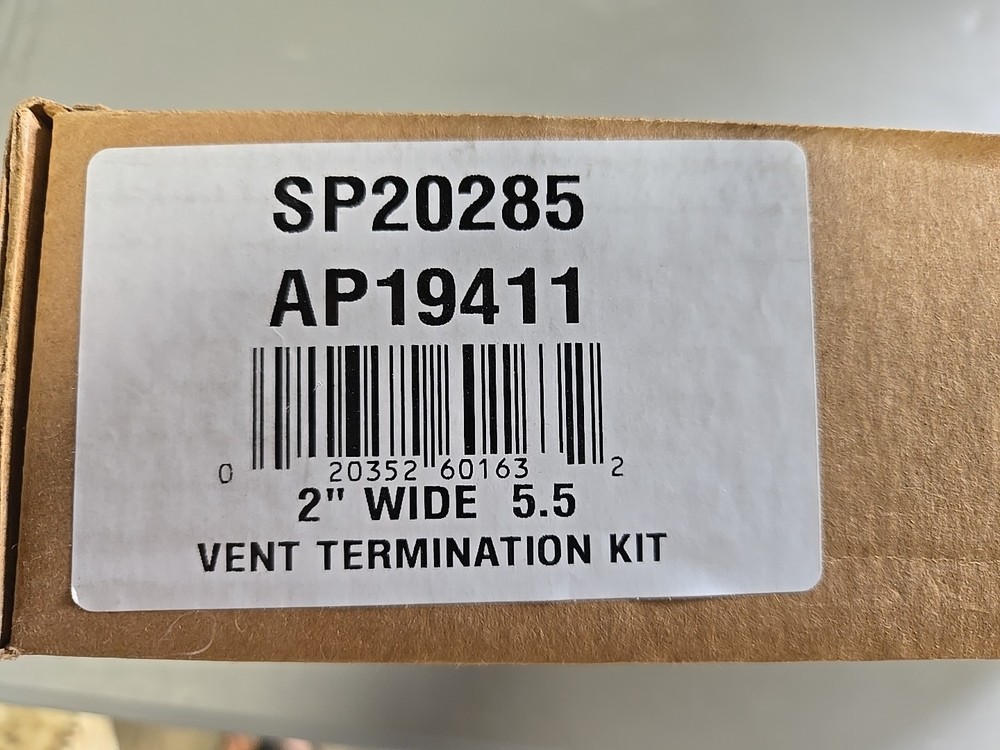 SP20285
AP19411
0 20352 60163 2
2" WIDE 5.5
VENT TERMINATION KIT